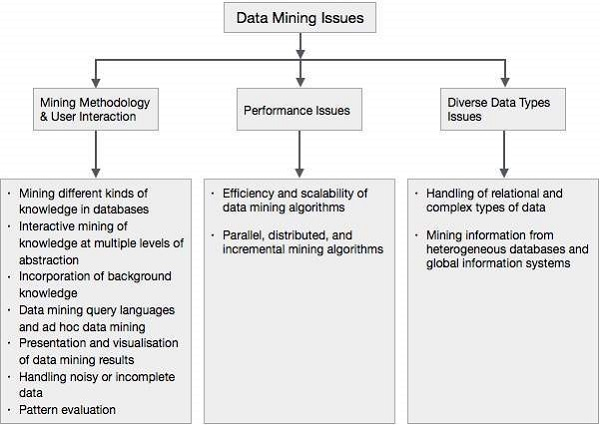 Data Mining Issues
Mining Methodology
& User Interaction
Performance Issues
Diverse Data Types
Issues
· Mining different kinds of
knowledge in databases
· Interactive mining of
knowledge at multiple levels of
abstraction
· Incorporation of background
knowledge
· Data mining query languages
and ad hoc data mining
· Presentation and visualisation
of data mining results
· Handling noisy or incomplete
data
· Pattern evaluation
· Efficiency and scalability of
data mining algorithms
· Parallel, distributed, and
incremental mining algorithms
· Handling of relational and
complex types of data
· Mining information from
heterogeneous databases and
global information systems